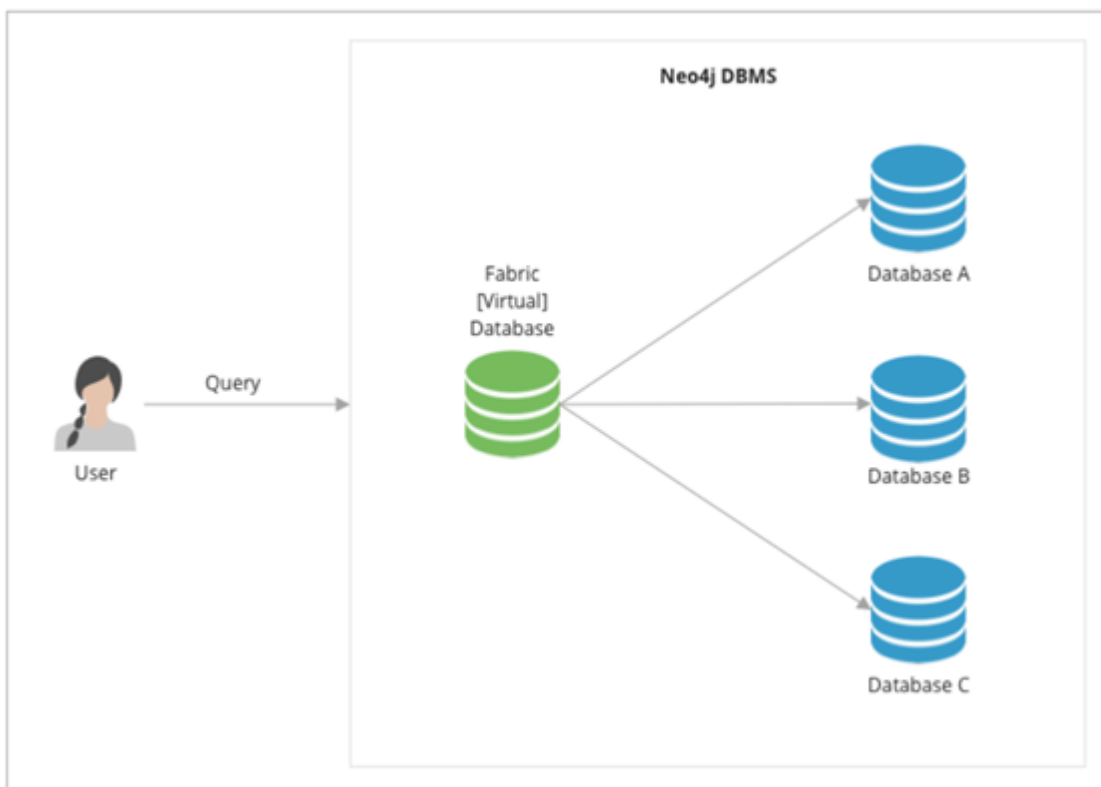 Neo4j DBMS
Database A
Fabric
[Virtual]
Database
Query
User
Database B
Database C